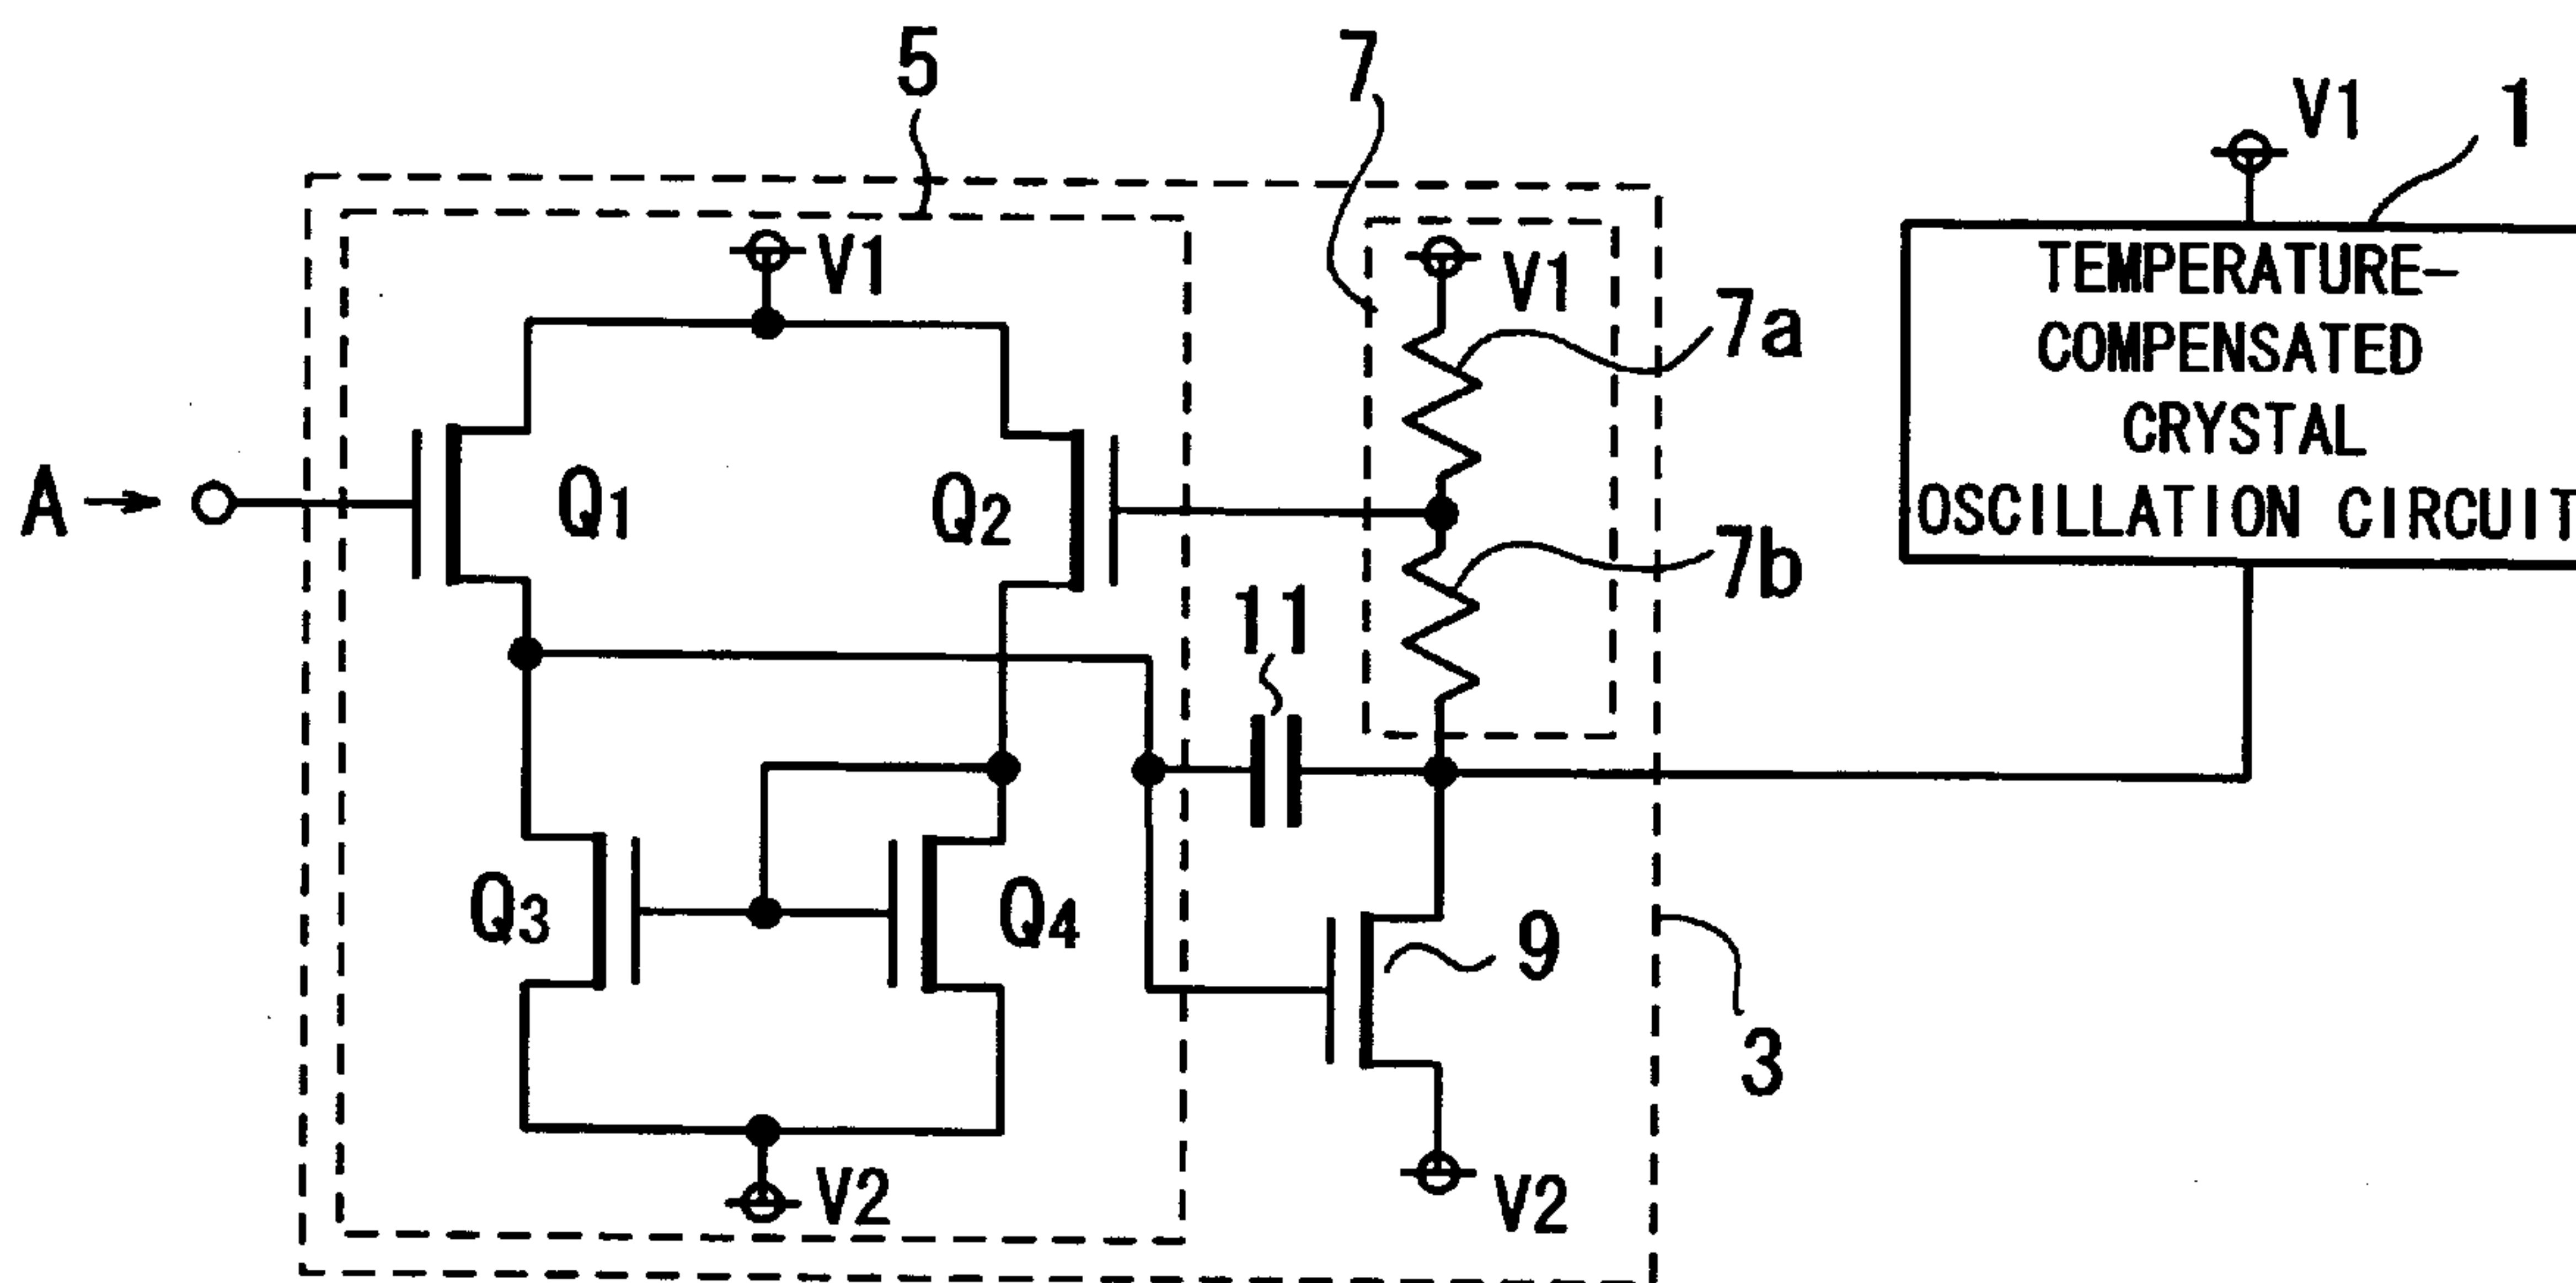 5
7
V1
1
V1
V1
TEMPERATURE-
COMPENSATED
CRYSTAL
OSCILLATION CIRCUIT
7a
A
Q1
Q2
7b
11
Q3
Q4
9
3
V2
V2